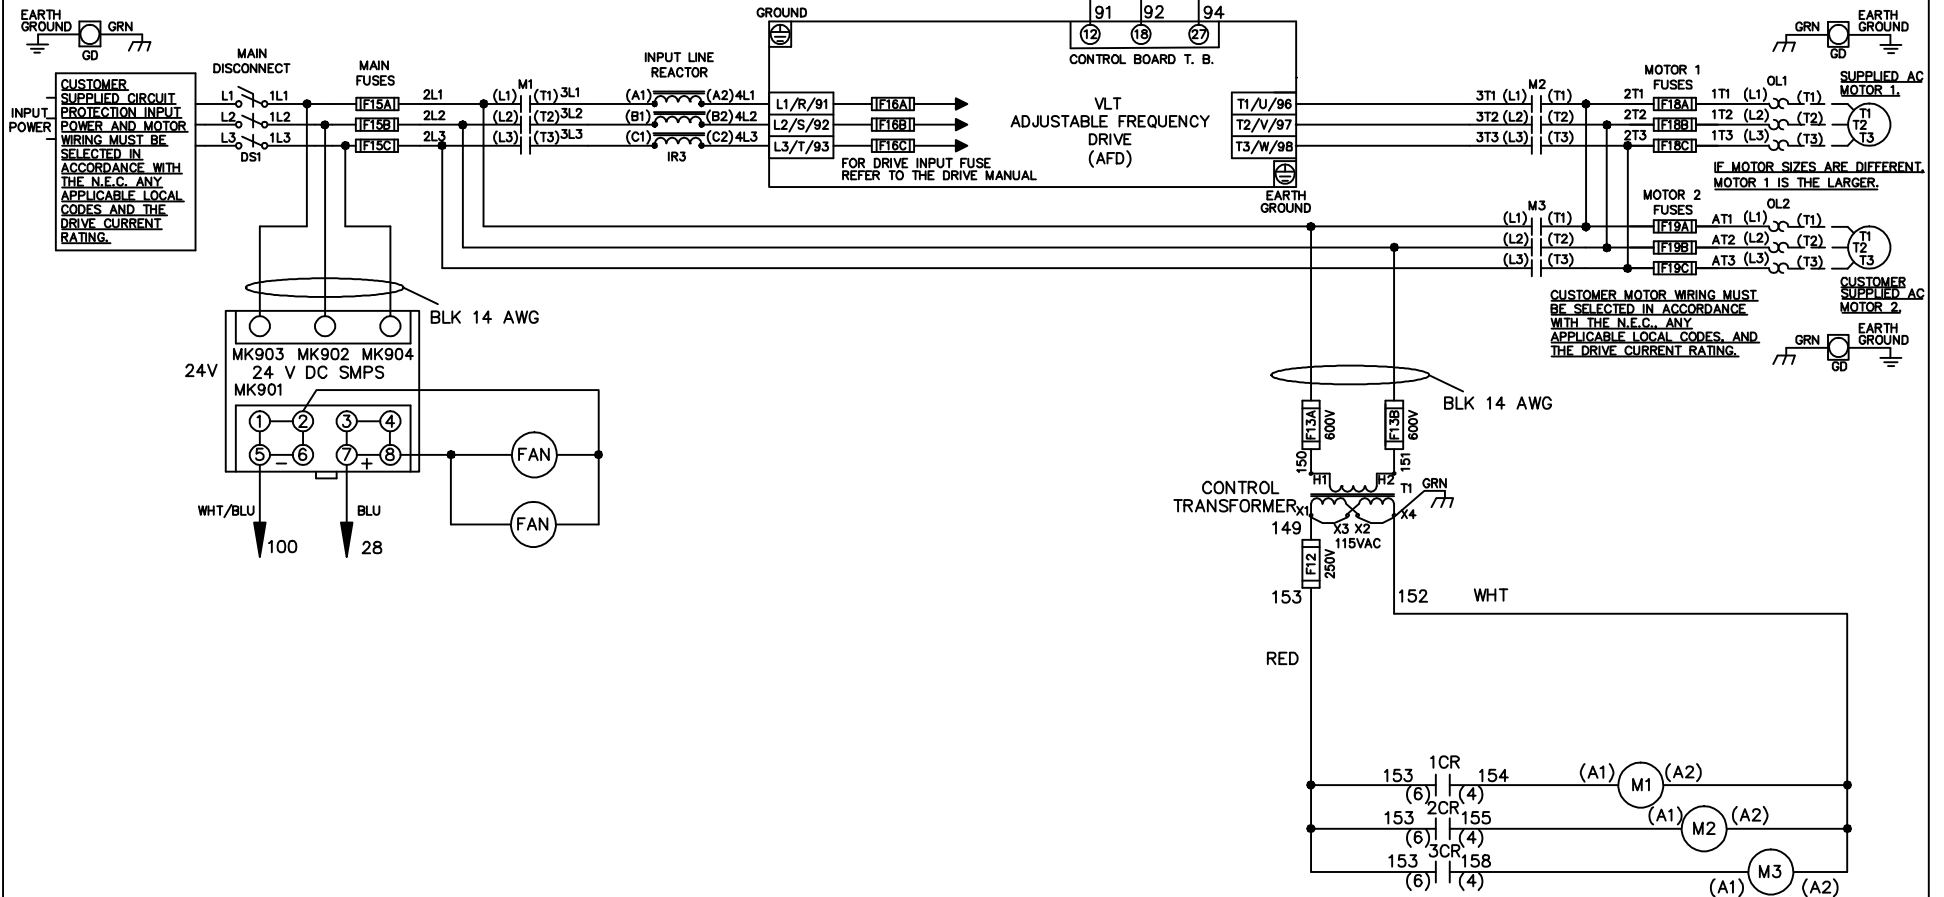 EARTH
GROUND
GRN
GD
INPUT
POWER
CUSTOMER
SUPPLIED CIRCUIT
PROTECTION INPUT
POWER AND MOTOR
WIRING MUST BE
SELECTED IN
ACCORDANCE WITH
THE N.E.C. ANY
APPLICABLE LOCAL
CODES AND THE
DRIVE CURRENT
RATING.
MAIN
DISCONNECT
L1 1L1
L2 1L2
L3 1L3
DS1
MAIN
FUSES
F15A
F15B
F15C
2L1
2L2
2L3
M1
(L1) (T1) 3L1
(L2) (T2) 3L2
(L3) (T3) 3L3
INPUT LINE
REACTOR
(A1) (A2) 4L1
(B1) (B2) 4L2
(C1) (C2) 4L3
IR3
GROUND
L1/R/91
L2/S/92
L3/T/93
F16A
F16B
F16C
FOR DRIVE INPUT FUSE
REFER TO THE DRIVE MANUAL
91 92 94
12 18 27
CONTROL BOARD T. B.
VLT
ADJUSTABLE FREQUENCY
DRIVE
(AFD)
T1/U/96
T2/V/97
T3/W/98
EARTH
GROUND
M2
3T1 (L1) (T1)
3T2 (L2) (T2)
3T3 (L3) (T3)
MOTOR 1
FUSES
2T1 F18A 1T1 (L1)
2T2 F18B 1T2 (L2)
2T3 F18C 1T3 (L3)
OL1
(T1)
(T2)
(T3)
T1
T2
T3
GRN
GD
EARTH
GROUND
SUPPLIED AC
MOTOR 1.
IF MOTOR SIZES ARE DIFFERENT,
MOTOR 1 IS THE LARGER.
M3
(L1) (T1)
(L2) (T2)
(L3) (T3)
MOTOR 2
FUSES
F19A AT1 (L1)
F19B AT2 (L2)
F19C AT3 (L3)
OL2
(T1)
(T2)
(T3)
T1
T2
T3
CUSTOMER
SUPPLIED AC
MOTOR 2.
CUSTOMER MOTOR WIRING MUST
BE SELECTED IN ACCORDANCE
WITH THE N.E.C., ANY
APPLICABLE LOCAL CODES, AND
THE DRIVE CURRENT RATING.
GRN
GD
EARTH
GROUND
BLK 14 AWG
MK903 MK902 MK904
24V
24 V DC SMPS
MK901
1 2 3 4
5 - 6 7 + 8
FAN
FAN
WHT/BLU
100
BLU
28
BLK 14 AWG
F13A
600V
F13B
600V
150
151
H1 H2
T1
GRN
CONTROL
TRANSFORMER
X1
X4
X3 X2
149
115VAC
F12
250V
153
152
WHT
RED
1CR
153 154
(6) (4)
(A1) M1 (A2)
2CR
153 155
(6) (4)
(A1) M2 (A2)
3CR
153 158
(6) (4)
(A1) M3 (A2)